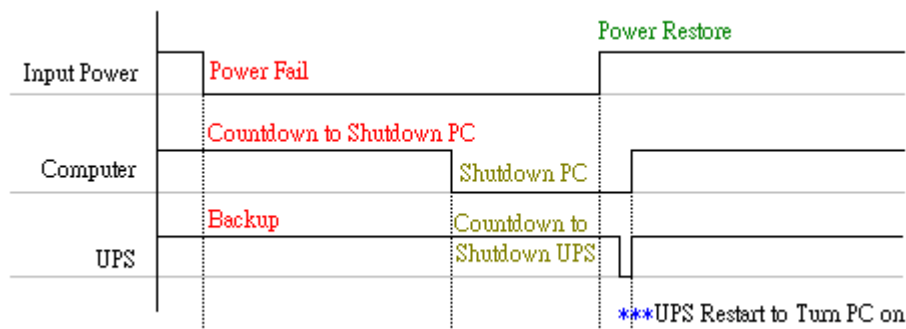 Power Restore
Input Power
Power Fail
Countdown to Shutdown PC
Computer
Shutdown PC
Backup
Countdown to
Shutdown UPS
UPS
***UPS Restart to Turn PC on